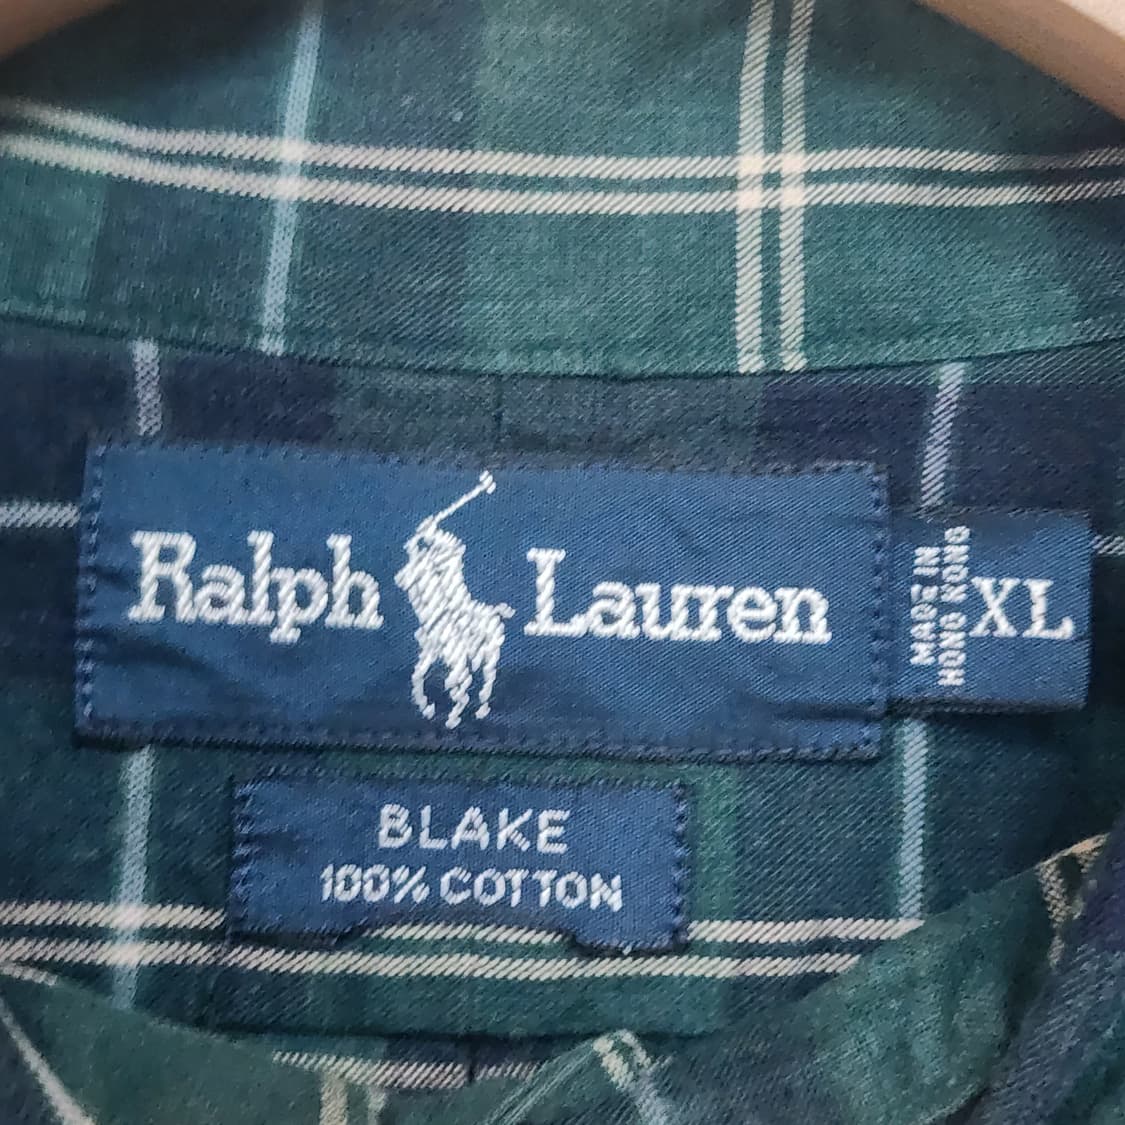 Ralph Lauren
MADE IN
HONG KONG
XL
BLAKE
100% COTTON